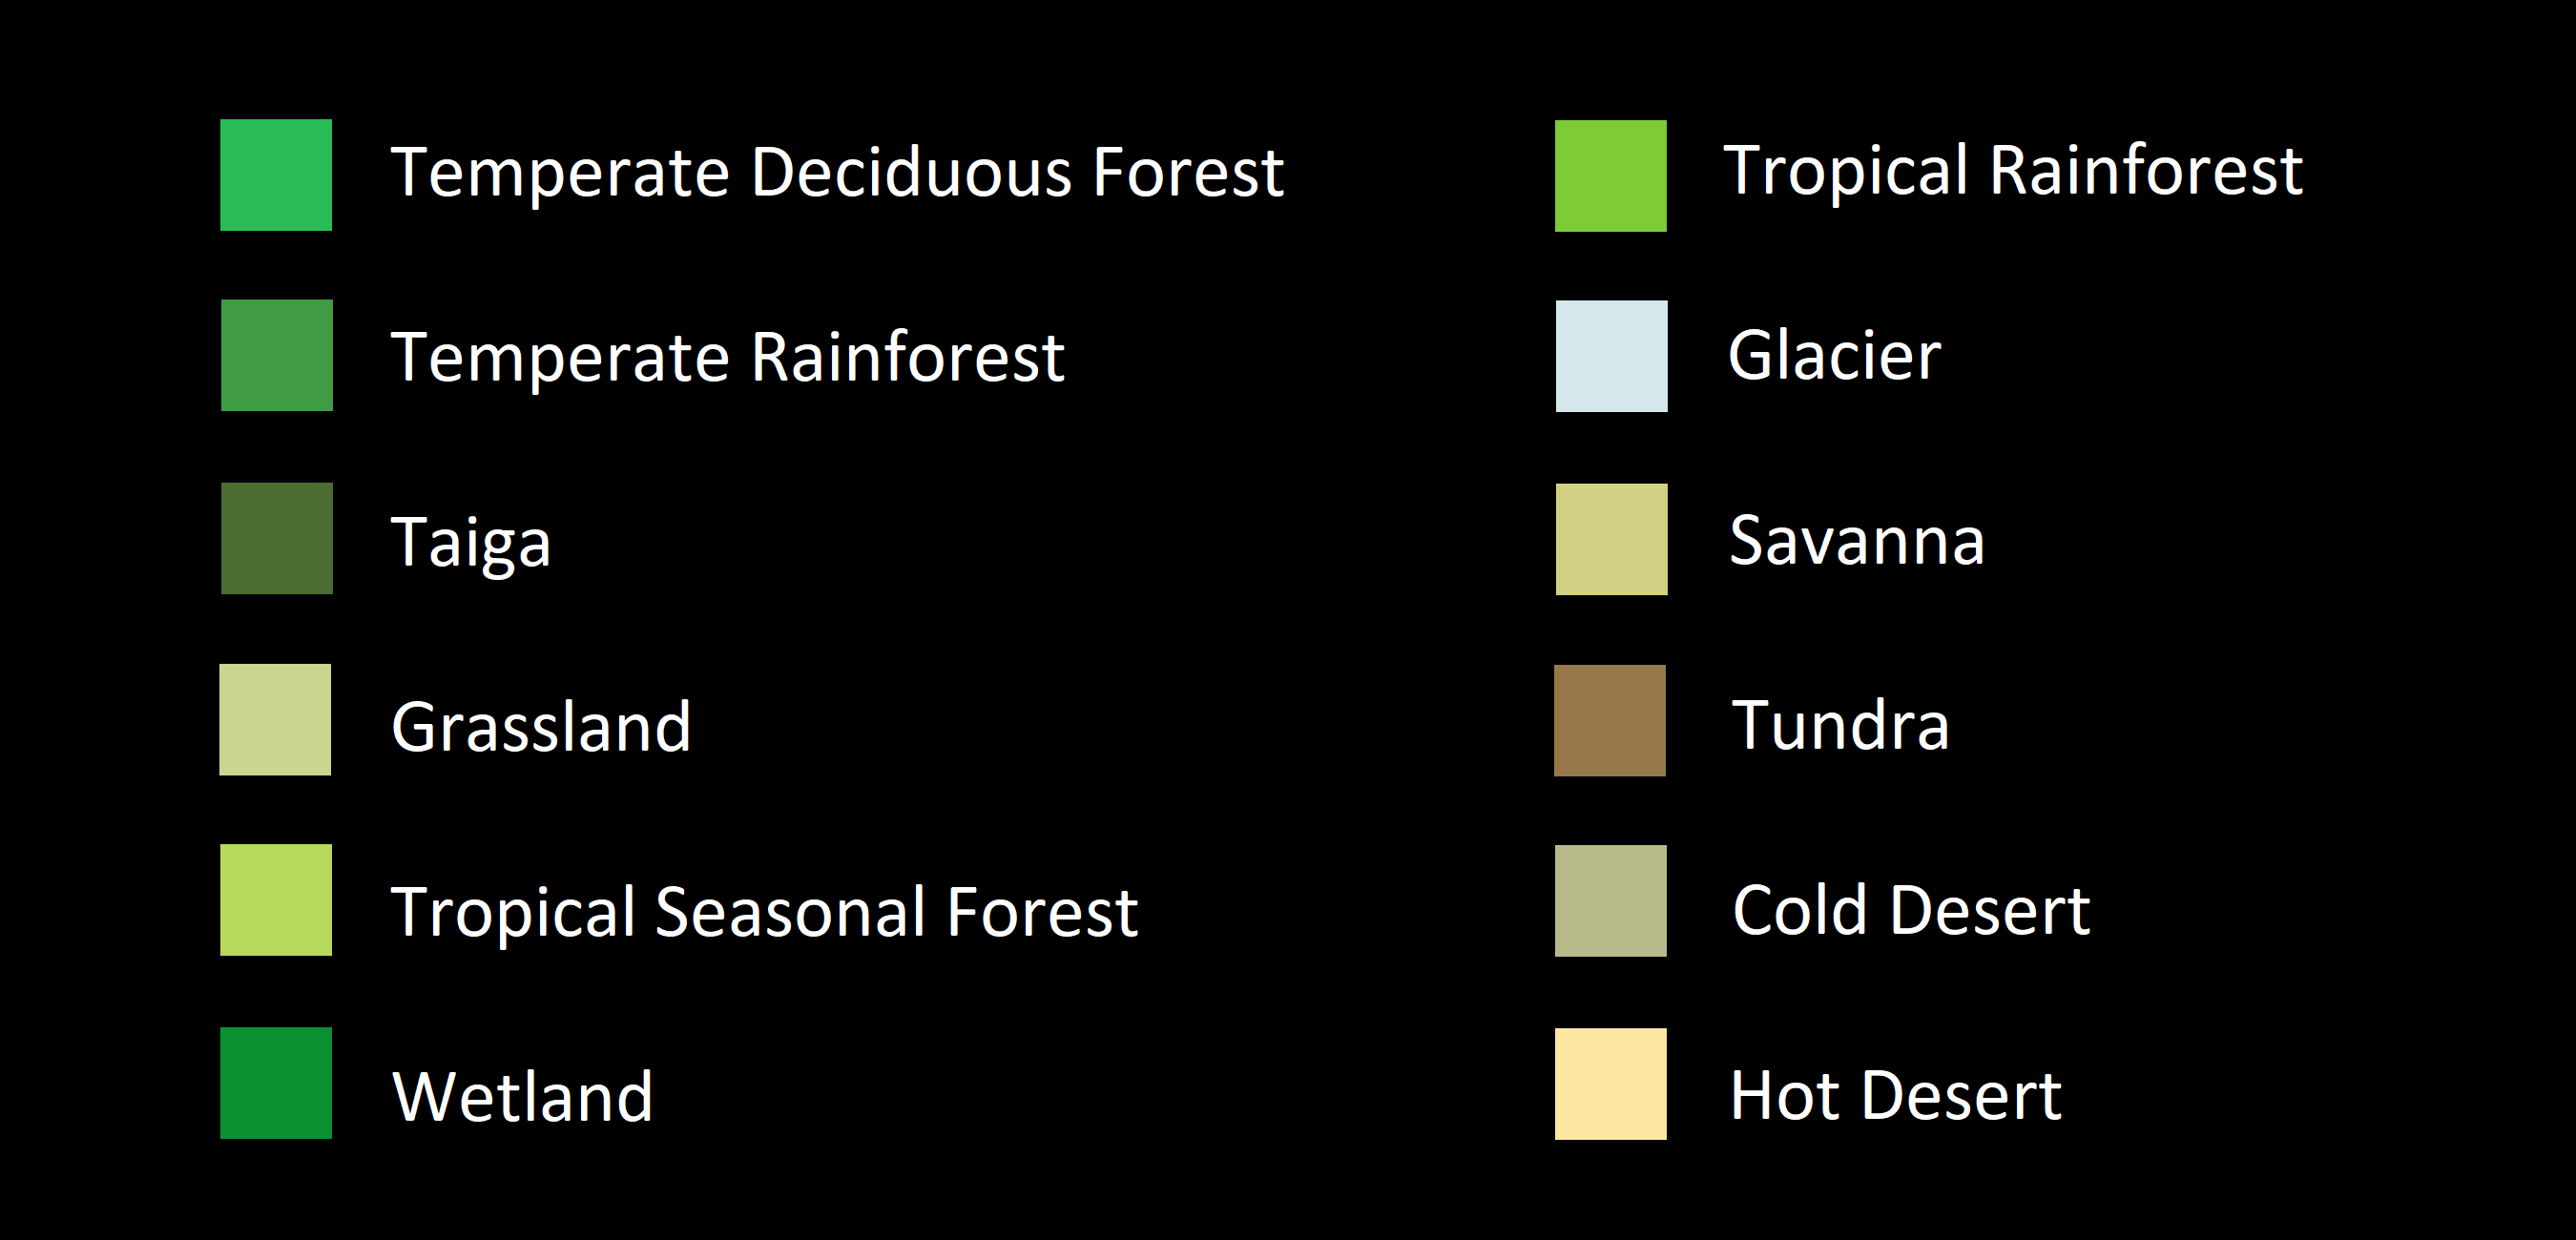 Temperate Deciduous Forest
Temperate Rainforest
Taiga
Grassland
Tropical Seasonal Forest
Wetland
Tropical Rainforest
Glacier
Savanna
Tundra
Cold Desert
Hot Desert